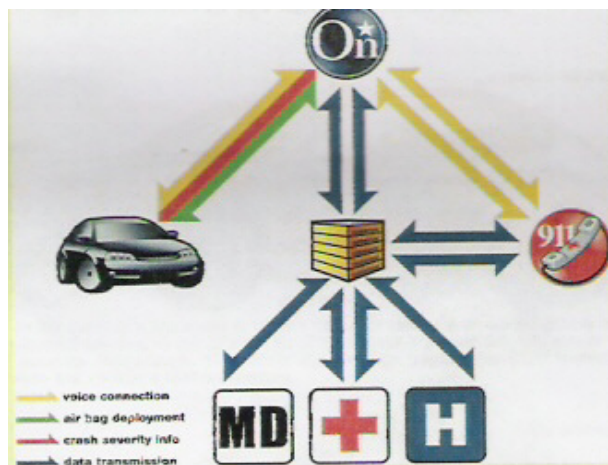 On
911
voice connection
air bag deployment
crash severity info
data transmission
MD
H